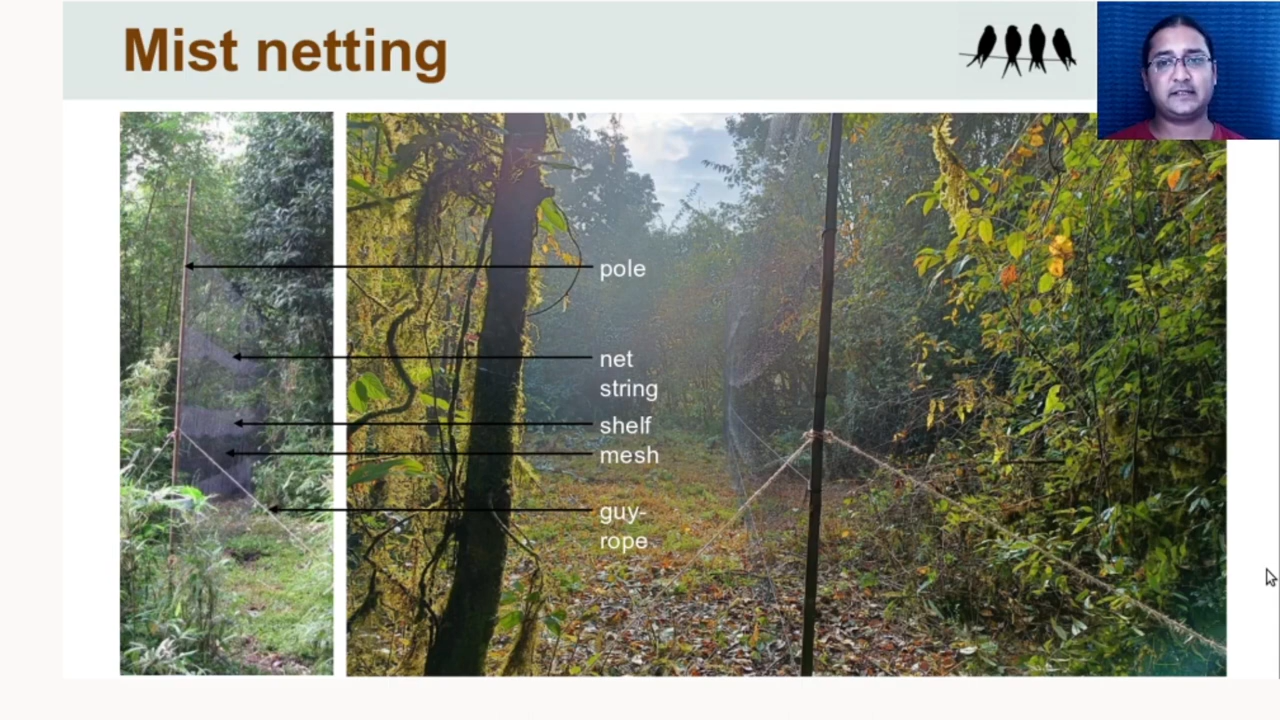 Mist netting
pole
net
string
shelf
mesh
guy-
rope